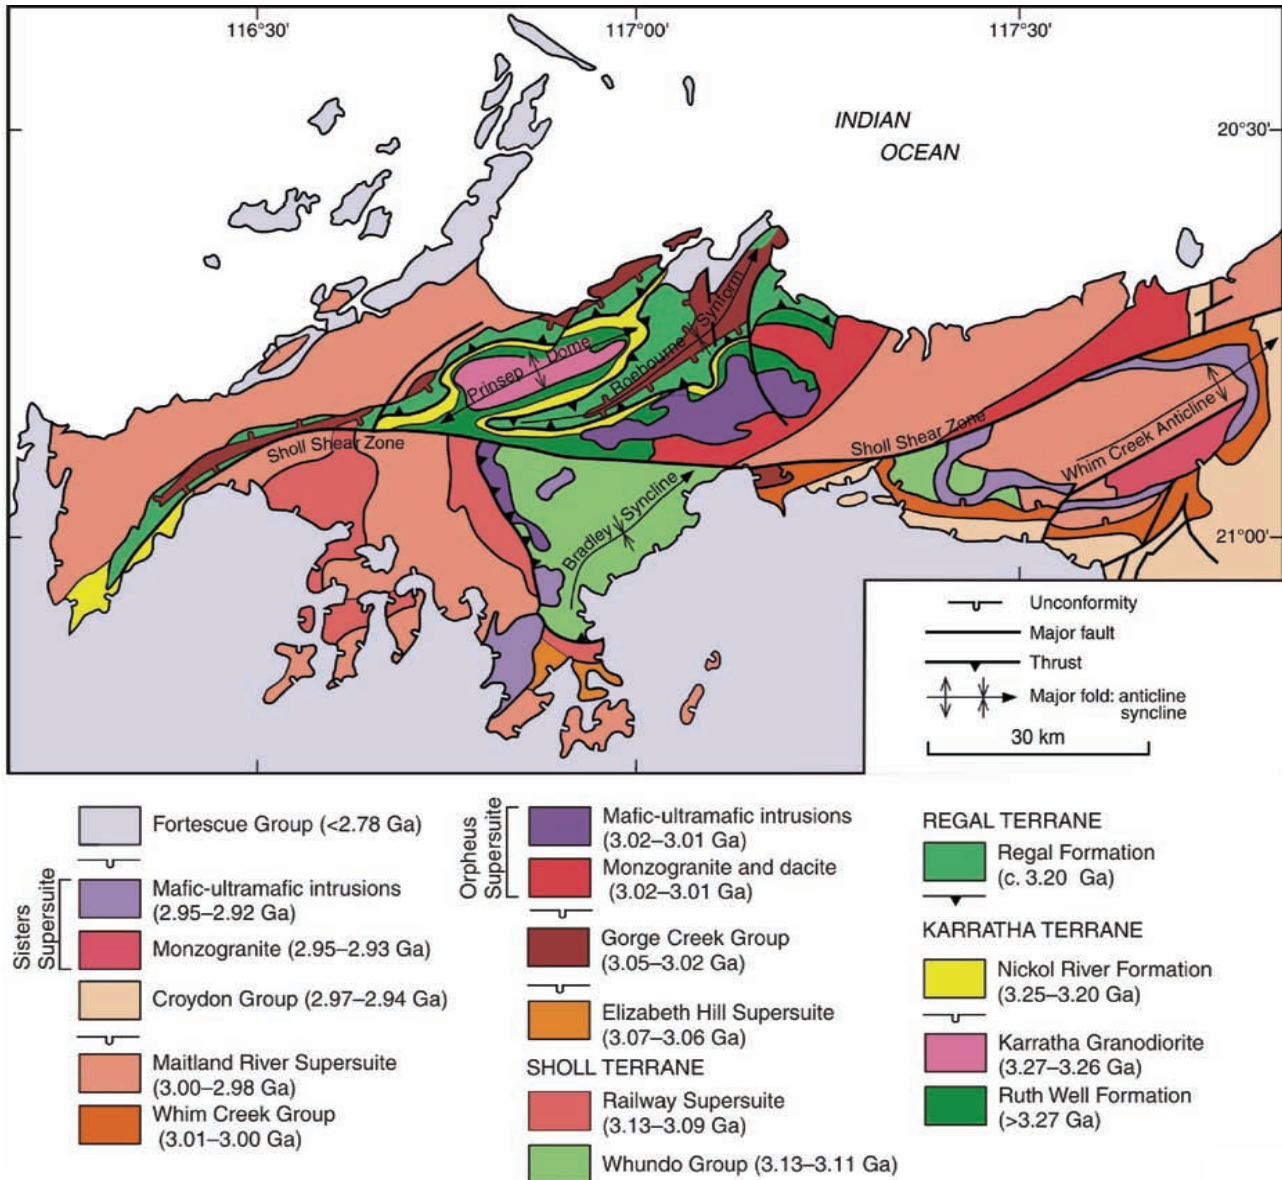 116°30'
117°00'
117°30'
20°30'
INDIAN
OCEAN
Prinsep Dome
Roebourne Synform
Sholl Shear Zone
Sholl Shear Zone
Whim Creek Anticline
Bradley Syncline
21°00'
Unconformity
Major fault
Thrust
Major fold: anticline
syncline
30 km
Fortescue Group (<2.78 Ga)
Sisters
Supersuite
Mafic-ultramafic intrusions
(2.95–2.92 Ga)
Monzogranite (2.95–2.93 Ga)
Croydon Group (2.97–2.94 Ga)
Maitland River Supersuite
(3.00–2.98 Ga)
Whim Creek Group
(3.01–3.00 Ga)
Orpheus
Supersuite
Mafic-ultramafic intrusions
(3.02–3.01 Ga)
Monzogranite and dacite
(3.02–3.01 Ga)
Gorge Creek Group
(3.05–3.02 Ga)
Elizabeth Hill Supersuite
(3.07–3.06 Ga)
SHOLL TERRANE
Railway Supersuite
(3.13–3.09 Ga)
Whundo Group (3.13–3.11 Ga)
REGAL TERRANE
Regal Formation
(c. 3.20 Ga)
KARRATHA TERRANE
Nickol River Formation
(3.25–3.20 Ga)
Karratha Granodiorite
(3.27–3.26 Ga)
Ruth Well Formation
(>3.27 Ga)